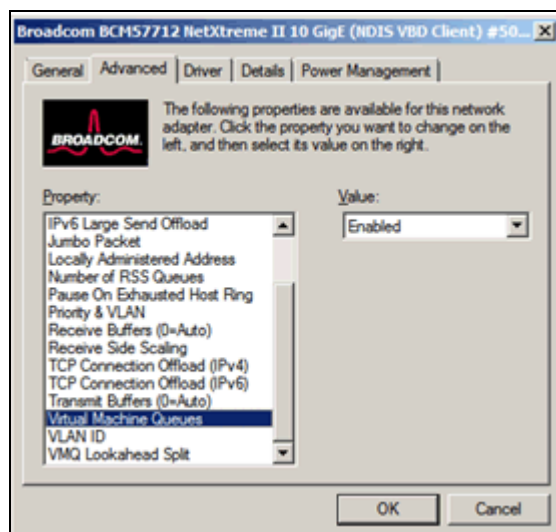 Broadcom BCM57712 NetXtreme II 10 GigE (NDIS VBD Client) #50...
General Advanced Driver Details Power Management
BROADCOM.
The following properties are available for this network
adapter. Click the property you want to change on the
left, and then select its value on the right.
Property:
Value:
IPv6 Large Send Offload
Jumbo Packet
Locally Administered Address
Number of RSS Queues
Pause On Exhausted Host Ring
Priority & VLAN
Receive Buffers (0=Auto)
Receive Side Scaling
TCP Connection Offload (IPv4)
TCP Connection Offload (IPv6)
Transmit Buffers (0=Auto)
Virtual Machine Queues
VLAN ID
VMQ Lookahead Split
Enabled
OK
Cancel